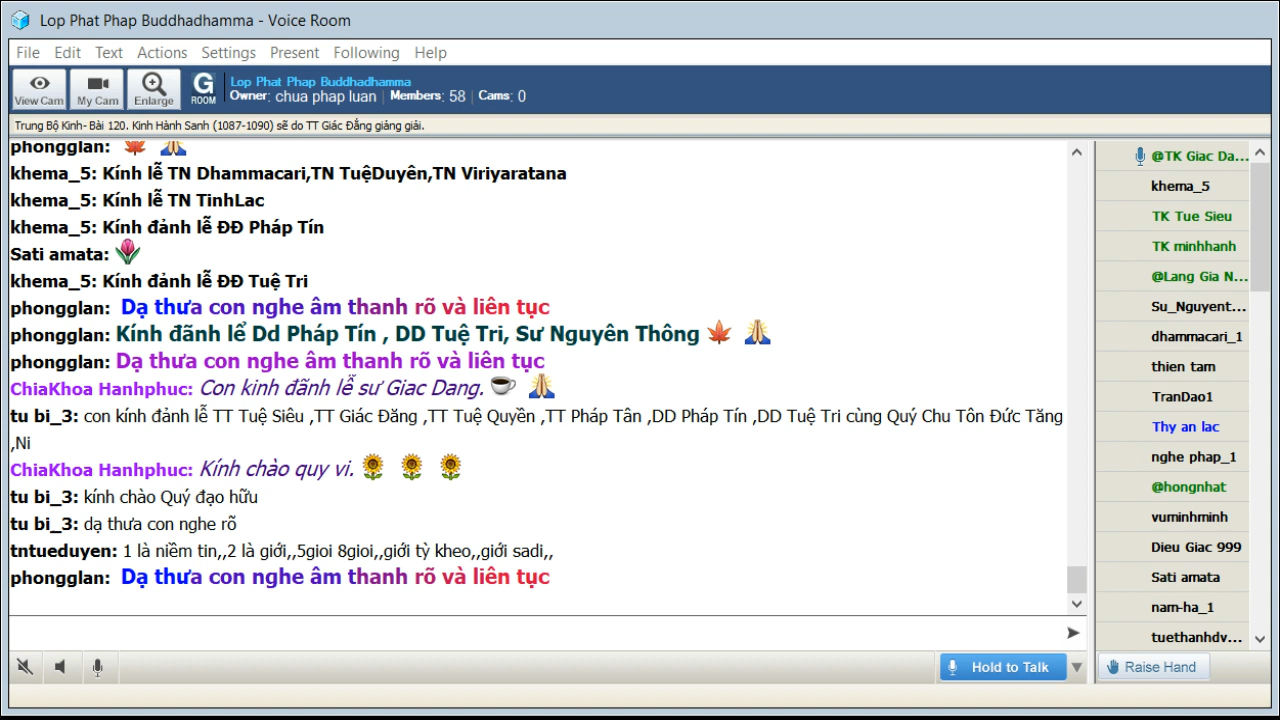 Lop Phat Phap Buddhadhamma - Voice Room
File Edit Text Actions Settings Present Following Help
View Cam My Cam Enlarge G ROOM
Lop Phat Phap Buddhadhamma
Owner: chua phap luan | Members: 58 | Cams: 0
Trung Bộ Kinh- Bài 120. Kinh Hành Sanh (1087-1090) sẽ do TT Giác Đẳng giảng giải.
phongglan:
khema_5: Kính lễ TN Dhammacari,TN TuệDuyên,TN Viriyaratana
khema_5: Kính lễ TN TinhLac
khema_5: Kính đảnh lễ ĐĐ Pháp Tín
Sati amata:
khema_5: Kính đảnh lễ ĐĐ Tuệ Tri
phongglan: Dạ thưa con nghe âm thanh rõ và liên tục
phongglan: Kính đãnh lể Dd Pháp Tín , DD Tuệ Tri, Sư Nguyên Thông
phongglan: Dạ thưa con nghe âm thanh rõ và liên tục
ChiaKhoa Hanhphuc: Con kinh đãnh lễ sư Giac Dang.
tu bi_3: con kính đảnh lễ TT Tuệ Siêu ,TT Giác Đăng ,TT Tuệ Quyền ,TT Pháp Tân ,DD Pháp Tín ,DD Tuệ Tri cùng Quý Chu Tôn Đức Tăng
,Ni
ChiaKhoa Hanhphuc: Kính chào quy vi.
tu bi_3: kính chào Quý đạo hữu
tu bi_3: dạ thưa con nghe rõ
tntueduyen: 1 là niềm tin,,2 là giới,,5gioi 8gioi,,giới tỳ kheo,,giới sadi,,
phongglan: Dạ thưa con nghe âm thanh rõ và liên tục
Hold to Talk
@TK Giac Da...
khema_5
TK Tue Sieu
TK minhhanh
@Lang Gia N...
Su_Nguyent...
dhammacari_1
thien tam
TranDao1
Thy an lac
nghe phap_1
@hongnhat
vuminhminh
Dieu Giac 999
Sati amata
nam-ha_1
tuethanhdv...
Raise Hand